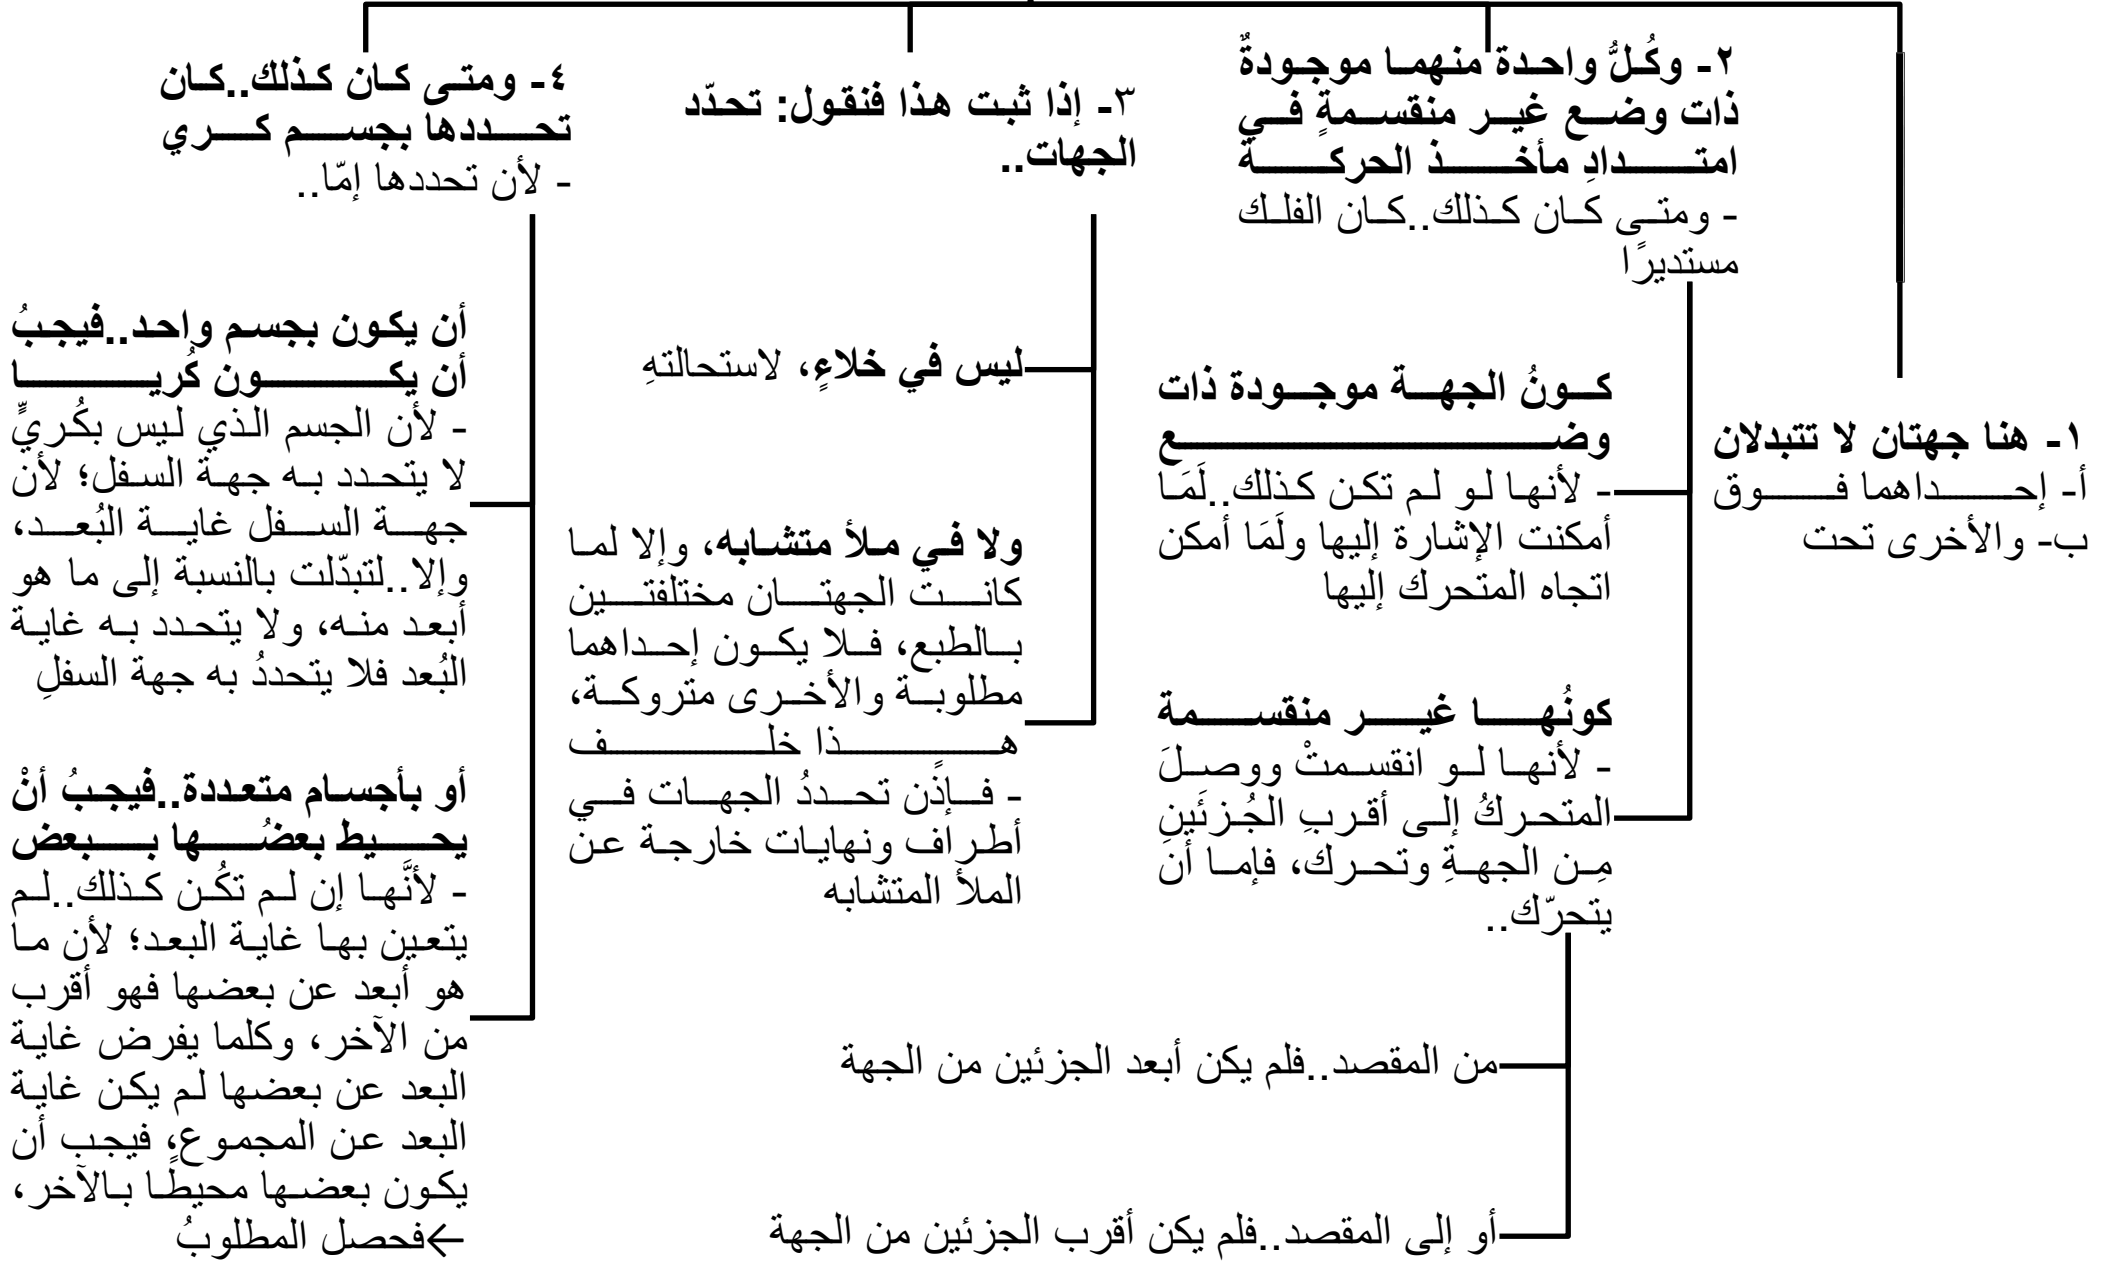 ١- هنا جهتان لا تتبدلان
أ- إحداهما فوق
ب- والأخرى تحت
٢- وكُلُّ واحدة منهما موجودةٌ
ذات وضع غير منقسمةٍ في
امتدادِ مأخذ الحركة
- ومتى كان كذلك..كان الفلك
مستديرًا
كونُ الجهة موجودة ذات
وضع
- لأنها لو لم تكن كذلك..لَمَا
أمكنت الإشارة إليها ولَمَا أمكن
اتجاه المتحرك إليها
كونُها غير منقسمة
- لأنها لو انقسمتْ ووصلَ
المتحركُ إلى أقربِ الجُزئَينِ
مِن الجهةِ وتحرك، فإما أن
يتحرّك..
من المقصد..فلم يكن أبعد الجزئين من الجهة
أو إلى المقصد..فلم يكن أقرب الجزئين من الجهة
٣- إذا ثبت هذا فنقول: تحدّد
الجهات..
ليس في خلاءٍ، لاستحالتهِ
ولا في ملأ متشابه، وإلا لما
كانت الجهتان مختلفتين
بالطبع، فلا يكون إحداهما
مطلوبة والأخرى متروكة،
هذا خلف
- فإذًن تحددُ الجهات في
أطراف ونهايات خارجة عن
الملأ المتشابه
٤- ومتى كان كذلك..كان
تحددها بجسم كري
- لأن تحددها إمّا..
أن يكون بجسم واحد..فيجبُ
أن يكون كُريا
- لأن الجسم الذي ليس بكُريٍّ
لا يتحدد به جهة السفل؛ لأن
جهة السفل غاية البُعد،
وإلا..لتبدّلت بالنسبة إلى ما هو
أبعد منه، ولا يتحدد به غاية
البُعد فلا يتحددُ به جهة السفلِ
أو بأجسام متعددة..فيجبُ أنْ
يحيط بعضُها ببعض
- لأنَّها إن لم تكُن كذلك..لم
يتعين بها غاية البعد؛ لأن ما
هو أبعد عن بعضها فهو أقرب
من الآخر، وكلما يفرض غاية
البعد عن بعضها لم يكن غاية
البعد عن المجموع، فيجب أن
يكون بعضها محيطًا بالآخر،
←فحصل المطلوبُ